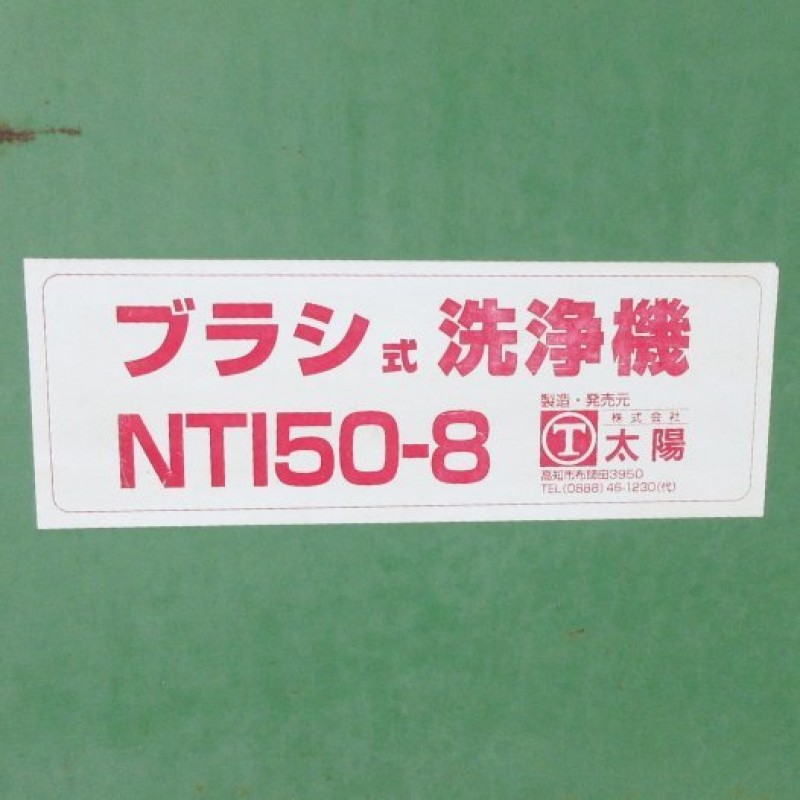 ブラシ式洗浄機
NT150-8
製造・発売元
T
株式会社
太陽
高知市布師田3950
TEL(0888)46-1230(代)